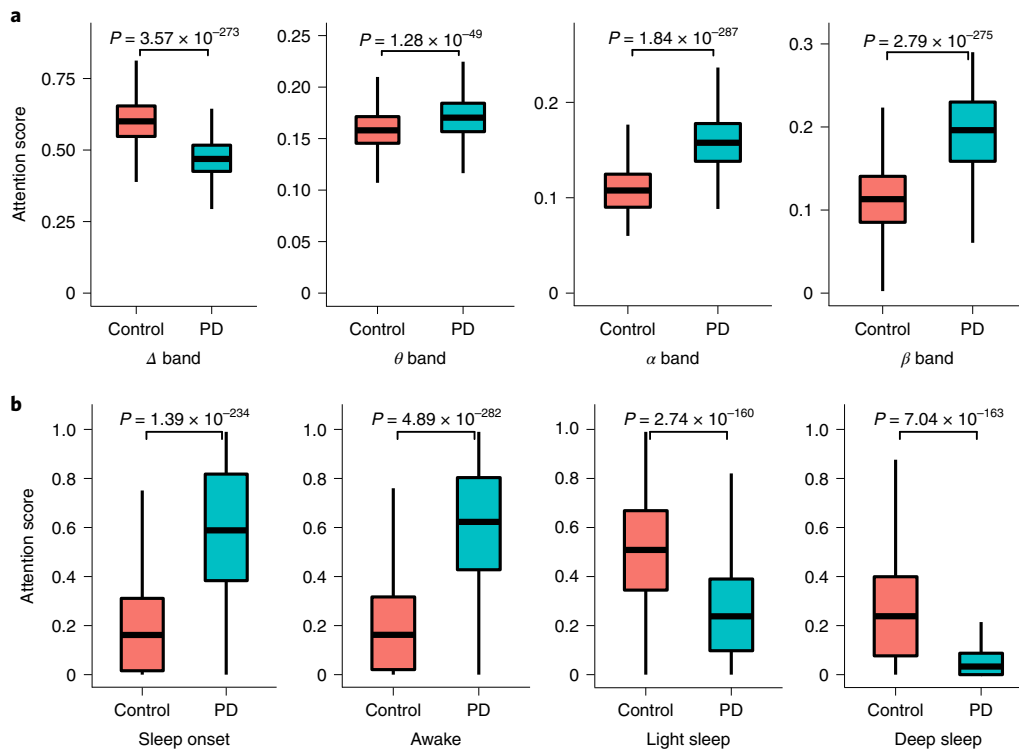 a
P = 3.57 × 10⁻²⁷³
P = 1.28 × 10⁻⁴⁹
P = 1.84 × 10⁻²⁸⁷
P = 2.79 × 10⁻²⁷⁵
Attention score
0.75
0.50
0.25
0
0.25
0.20
0.15
0.10
0.05
0
0.2
0.1
0
0.3
0.2
0.1
0
Control PD
Control PD
Control PD
Control PD
Δ band
θ band
α band
β band
b
P = 1.39 × 10⁻²³⁴
P = 4.89 × 10⁻²⁸²
P = 2.74 × 10⁻¹⁶⁰
P = 7.04 × 10⁻¹⁶³
Attention score
1.0
0.8
0.6
0.4
0.2
0
1.0
0.8
0.6
0.4
0.2
0
1.0
0.8
0.6
0.4
0.2
0
1.0
0.8
0.6
0.4
0.2
0
Control PD
Control PD
Control PD
Control PD
Sleep onset
Awake
Light sleep
Deep sleep